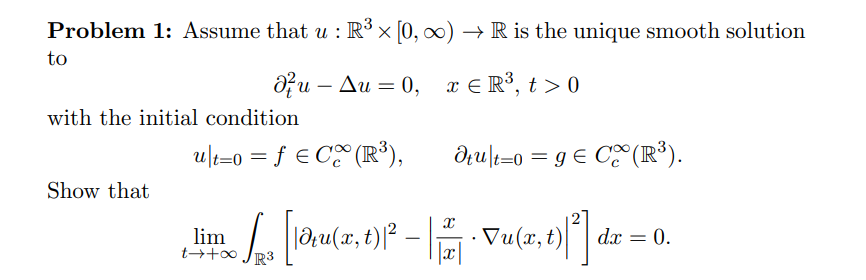 Problem 1: Assume that u : ℝ³ × [0, ∞) → ℝ is the unique smooth solution
to
∂ₜ²u − Δu = 0, x ∈ ℝ³, t > 0
with the initial condition
u|ₜ₌₀ = f ∈ C_c^∞(ℝ³), ∂ₜu|ₜ₌₀ = g ∈ C_c^∞(ℝ³).
Show that
lim_{t→+∞} ∫_{ℝ³} [ |∂ₜu(x, t)|² − | x/|x| · ∇u(x, t) |² ] dx = 0.